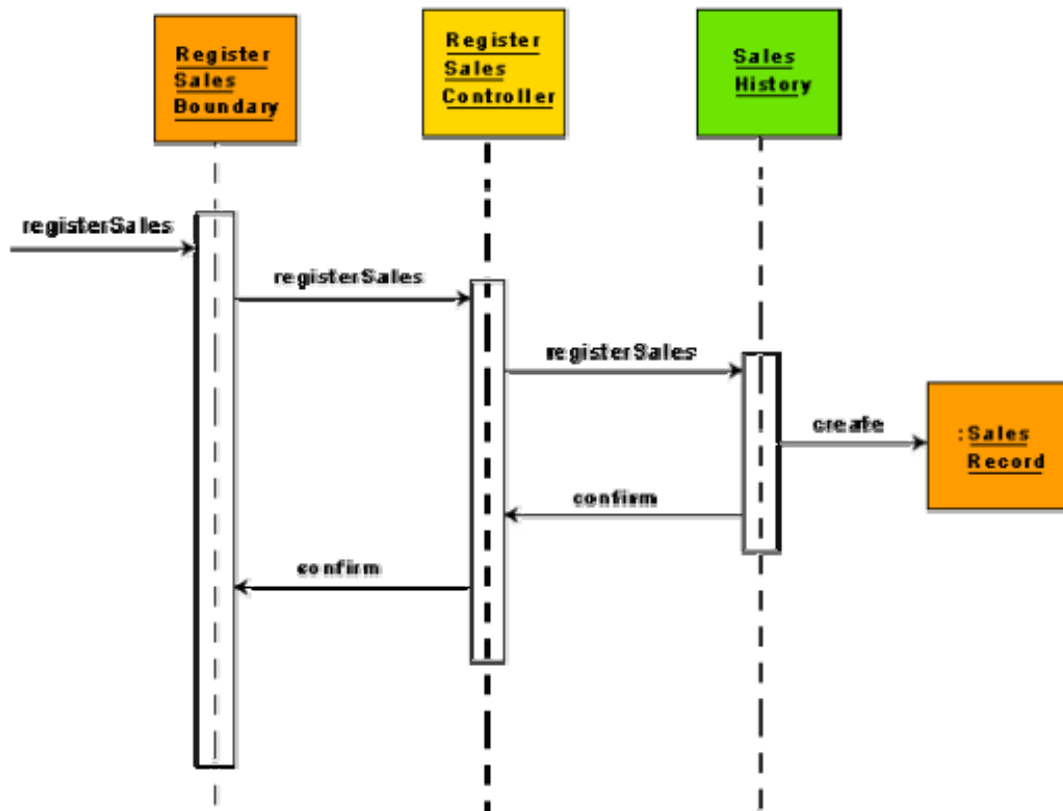 Register
Sales
Boundary
Register
Sales
Controller
Sales
History
registerSales
registerSales
registerSales
create
:Sales
Record
confirm
confirm